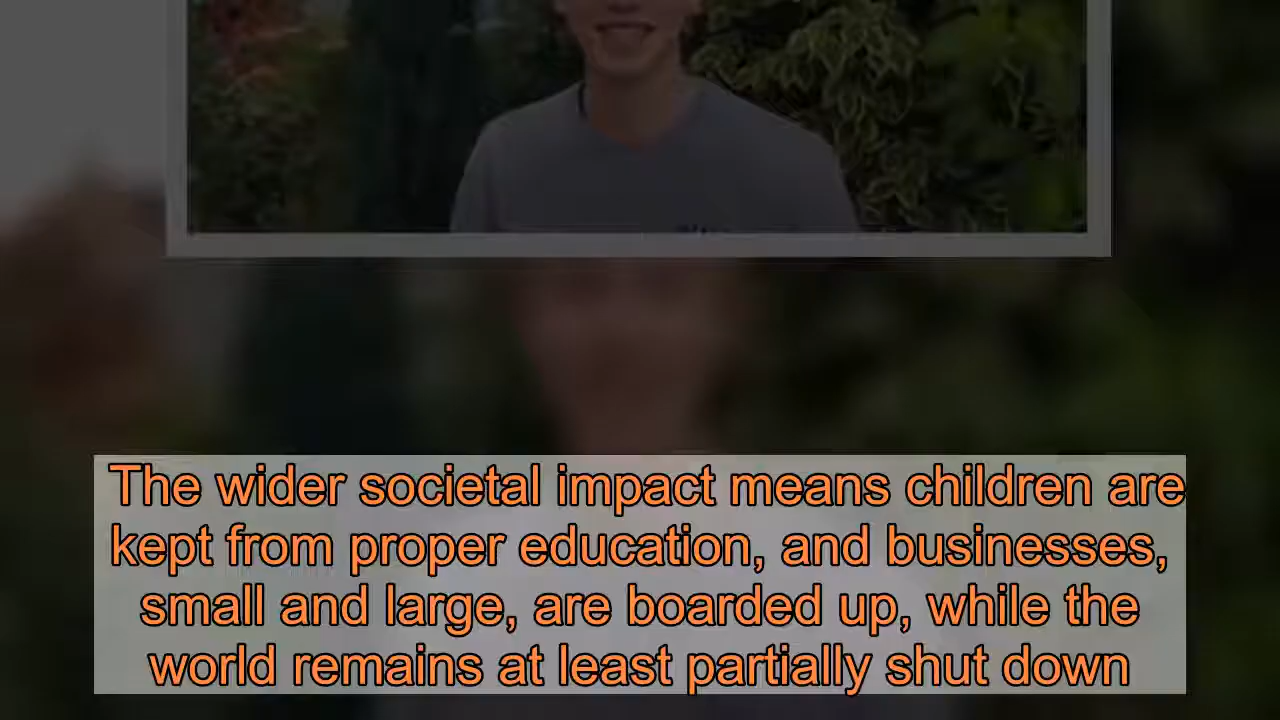 The wider societal impact means children are
kept from proper education, and businesses,
small and large, are boarded up, while the
world remains at least partially shut down